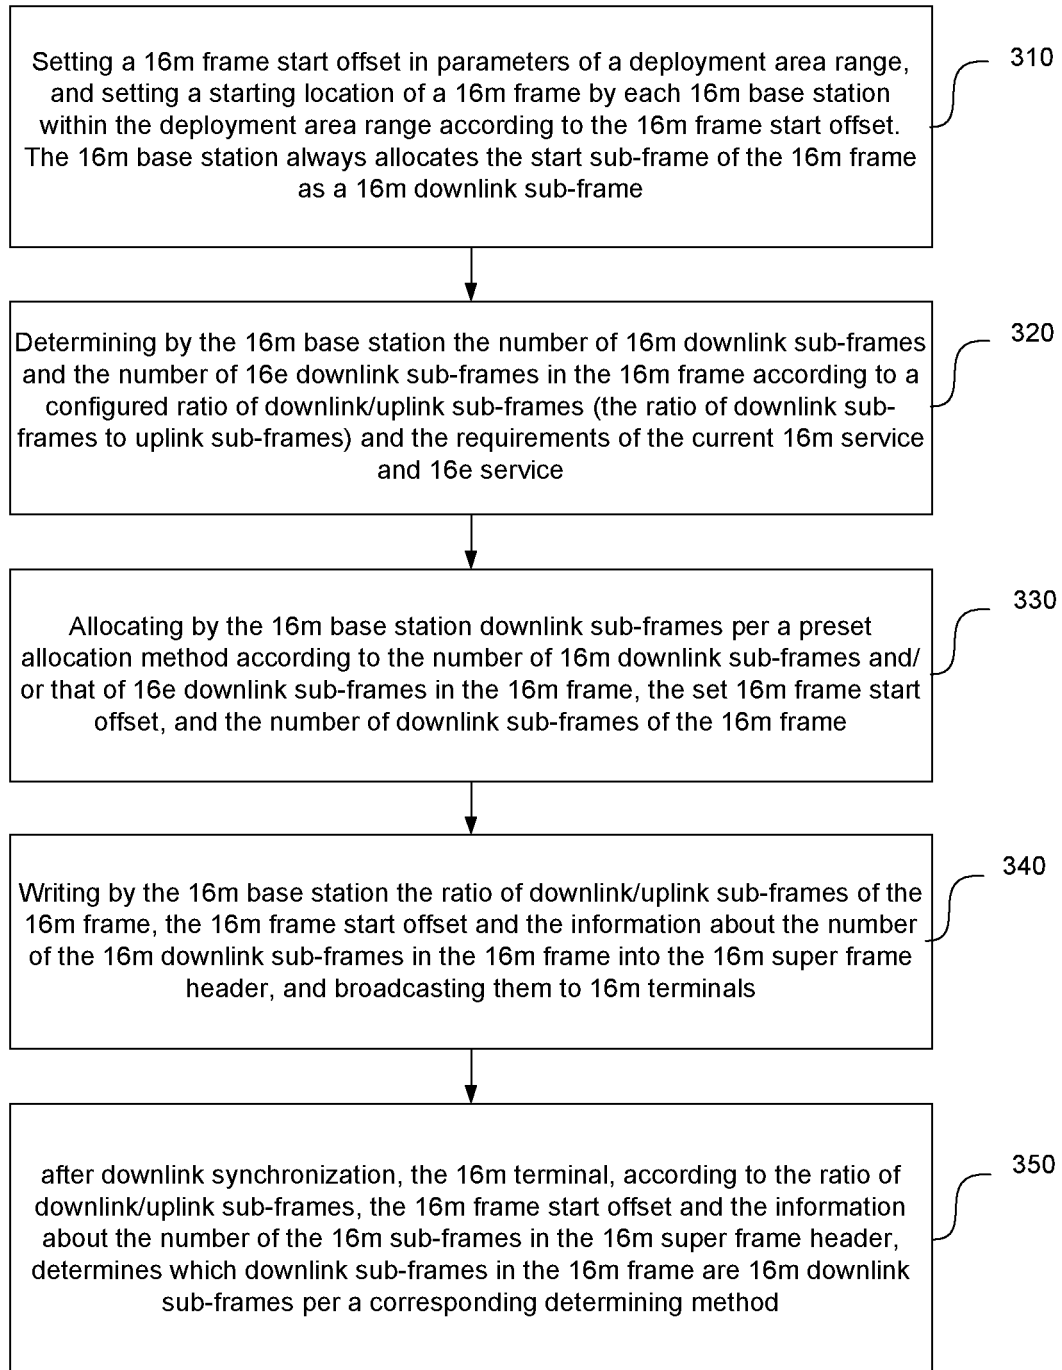 Setting a 16m frame start offset in parameters of a deployment area range,
and setting a starting location of a 16m frame by each 16m base station
within the deployment area range according to the 16m frame start offset.
The 16m base station always allocates the start sub-frame of the 16m frame
as a 16m downlink sub-frame
310
Determining by the 16m base station the number of 16m downlink sub-frames
and the number of 16e downlink sub-frames in the 16m frame according to a
configured ratio of downlink/uplink sub-frames (the ratio of downlink sub-
frames to uplink sub-frames) and the requirements of the current 16m service
and 16e service
320
Allocating by the 16m base station downlink sub-frames per a preset
allocation method according to the number of 16m downlink sub-frames and/
or that of 16e downlink sub-frames in the 16m frame, the set 16m frame start
offset, and the number of downlink sub-frames of the 16m frame
330
Writing by the 16m base station the ratio of downlink/uplink sub-frames of the
16m frame, the 16m frame start offset and the information about the number
of the 16m downlink sub-frames in the 16m frame into the 16m super frame
header, and broadcasting them to 16m terminals
340
after downlink synchronization, the 16m terminal, according to the ratio of
downlink/uplink sub-frames, the 16m frame start offset and the information
about the number of the 16m sub-frames in the 16m super frame header,
determines which downlink sub-frames in the 16m frame are 16m downlink
sub-frames per a corresponding determining method
350